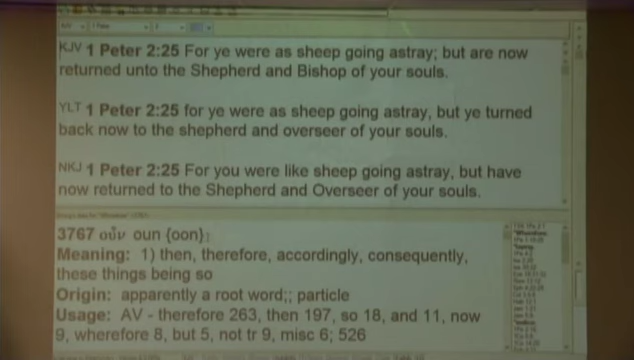 KJV 1 Peter 2:25 For ye were as sheep going astray; but are now
returned unto the Shepherd and Bishop of your souls.
YLT 1 Peter 2:25 for ye were as sheep going astray, but ye turned
back now to the shepherd and overseer of your souls.
NKJ 1 Peter 2:25 For you were like sheep going astray, but have
now returned to the Shepherd and Overseer of your souls.
3767 οὖν oun {oon};
Meaning: 1) then, therefore, accordingly, consequently,
these things being so
Origin: apparently a root word;; particle
Usage: AV - therefore 263, then 197, so 18, and 11, now
9, wherefore 8, but 5, not tr 9, misc 6; 526